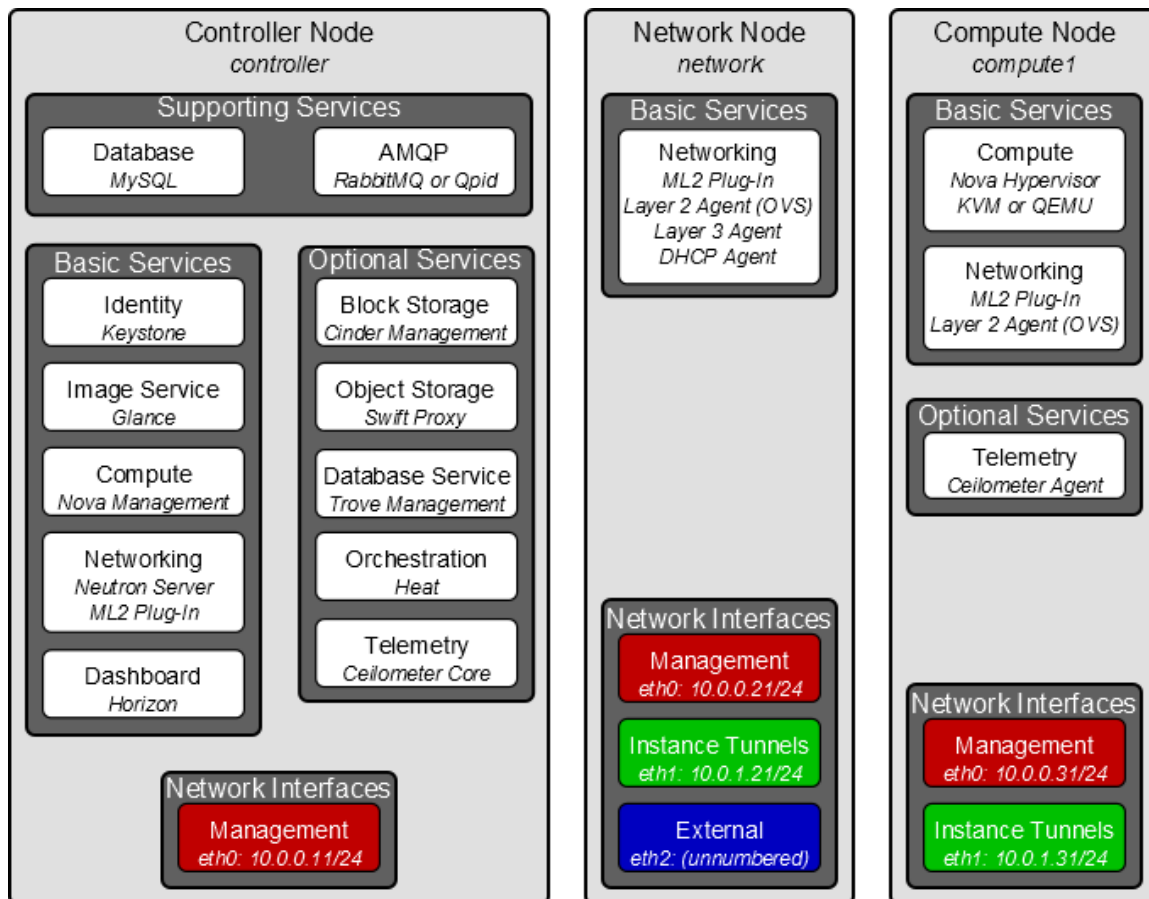 Controller Node
controller
Supporting Services
Database
MySQL
AMQP
RabbitMQ or Qpid
Basic Services
Identity
Keystone
Image Service
Glance
Compute
Nova Management
Networking
Neutron Server
ML2 Plug-In
Dashboard
Horizon
Optional Services
Block Storage
Cinder Management
Object Storage
Swift Proxy
Database Service
Trove Management
Orchestration
Heat
Telemetry
Ceilometer Core
Network Interfaces
Management
eth0: 10.0.0.11/24
Network Node
network
Basic Services
Networking
ML2 Plug-In
Layer 2 Agent (OVS)
Layer 3 Agent
DHCP Agent
Network Interfaces
Management
eth0: 10.0.0.21/24
Instance Tunnels
eth1: 10.0.1.21/24
External
eth2: (unnumbered)
Compute Node
compute1
Basic Services
Compute
Nova Hypervisor
KVM or QEMU
Networking
ML2 Plug-In
Layer 2 Agent (OVS)
Optional Services
Telemetry
Ceilometer Agent
Network Interfaces
Management
eth0: 10.0.0.31/24
Instance Tunnels
eth1: 10.0.1.31/24